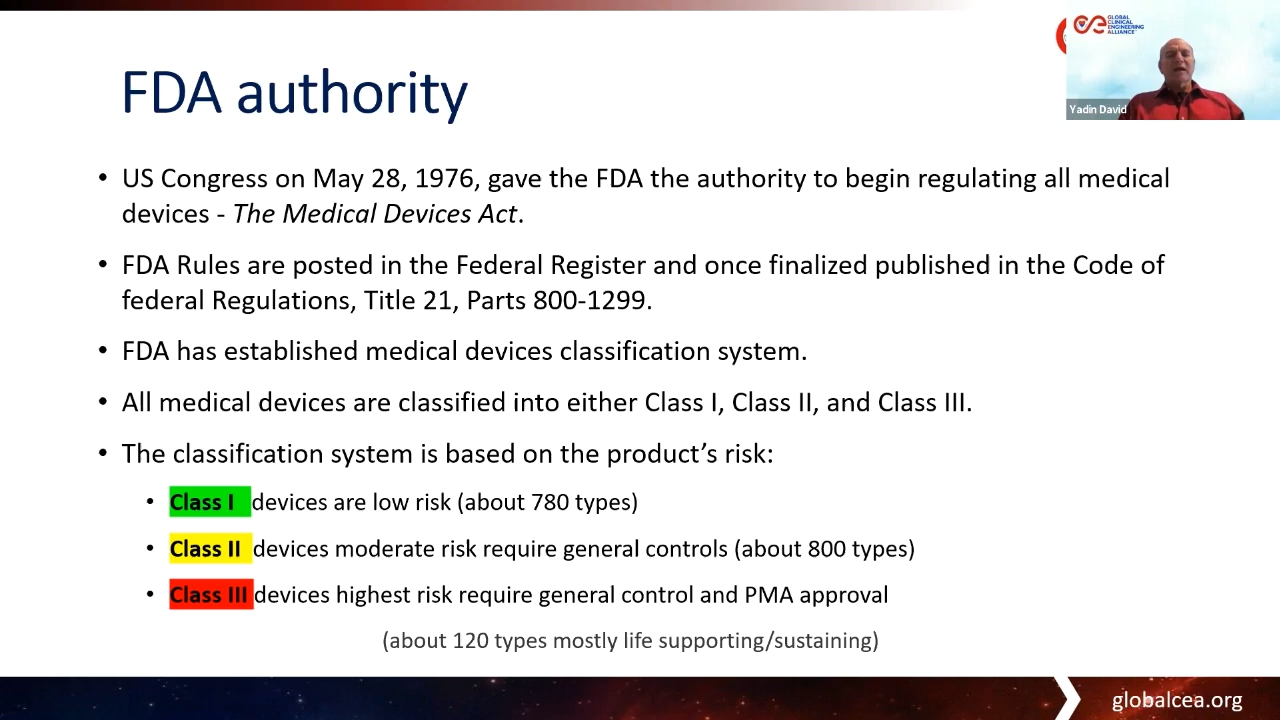 GLOBAL
CLINICAL
ENGINEERING
ALLIANCE
Yadin David
FDA authority
• US Congress on May 28, 1976, gave the FDA the authority to begin regulating all medical
devices - The Medical Devices Act.
• FDA Rules are posted in the Federal Register and once finalized published in the Code of
federal Regulations, Title 21, Parts 800-1299.
• FDA has established medical devices classification system.
• All medical devices are classified into either Class I, Class II, and Class III.
• The classification system is based on the product’s risk:
• Class I devices are low risk (about 780 types)
• Class II devices moderate risk require general controls (about 800 types)
• Class III devices highest risk require general control and PMA approval
(about 120 types mostly life supporting/sustaining)
globalcea.org